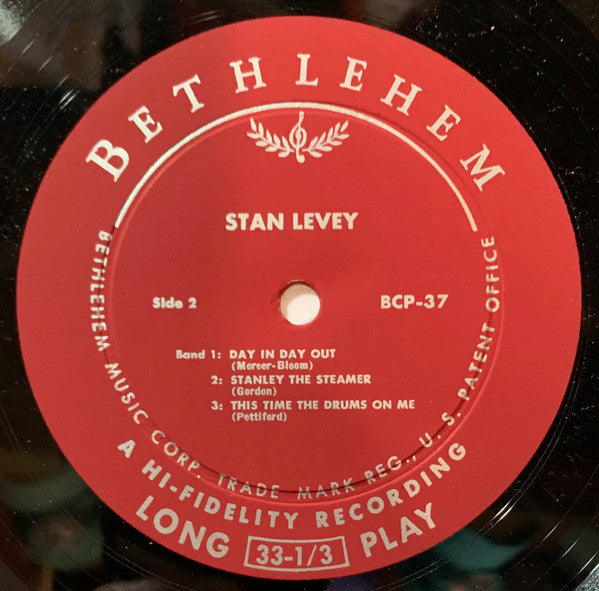 BETHLEHEM
STAN LEVEY
Side 2
BCP-37
Band 1: DAY IN DAY OUT
(Mercer-Bloom)
2: STANLEY THE STEAMER
(Gordon)
3: THIS TIME THE DRUMS ON ME
(Pettiford)
BETHLEHEM MUSIC CORP. TRADE MARK REG., U. S. PATENT OFFICE
A HI-FIDELITY RECORDING
LONG 33-1/3 PLAY